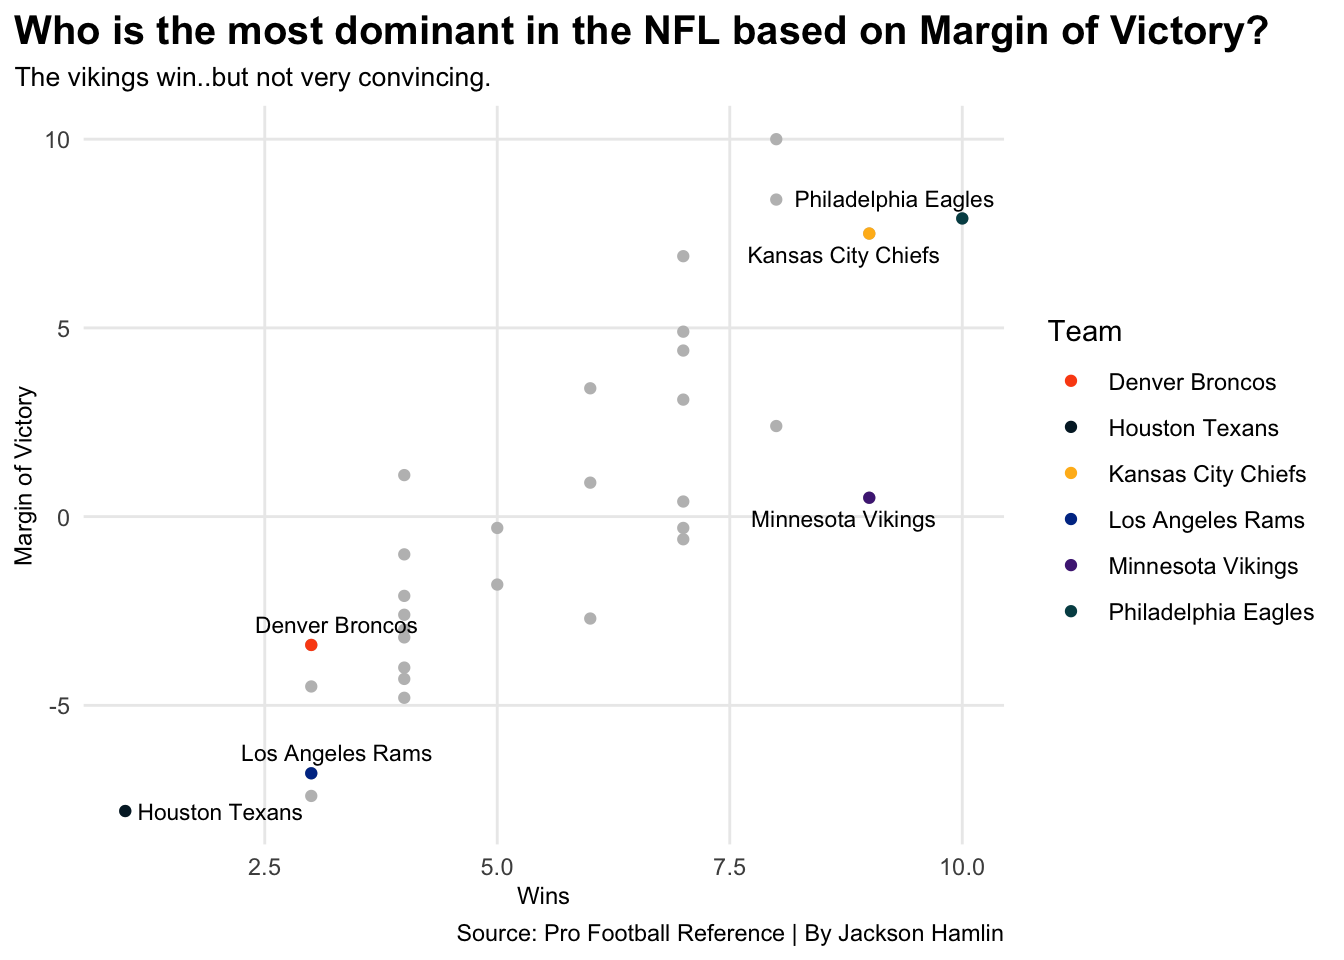 Who is the most dominant in the NFL based on Margin of Victory?
The vikings win..but not very convincing.
10
5
0
-5
Margin of Victory
Philadelphia Eagles
Kansas City Chiefs
Minnesota Vikings
Denver Broncos
Los Angeles Rams
Houston Texans
2.5 5.0 7.5 10.0
Wins
Team
Denver Broncos
Houston Texans
Kansas City Chiefs
Los Angeles Rams
Minnesota Vikings
Philadelphia Eagles
Source: Pro Football Reference | By Jackson Hamlin